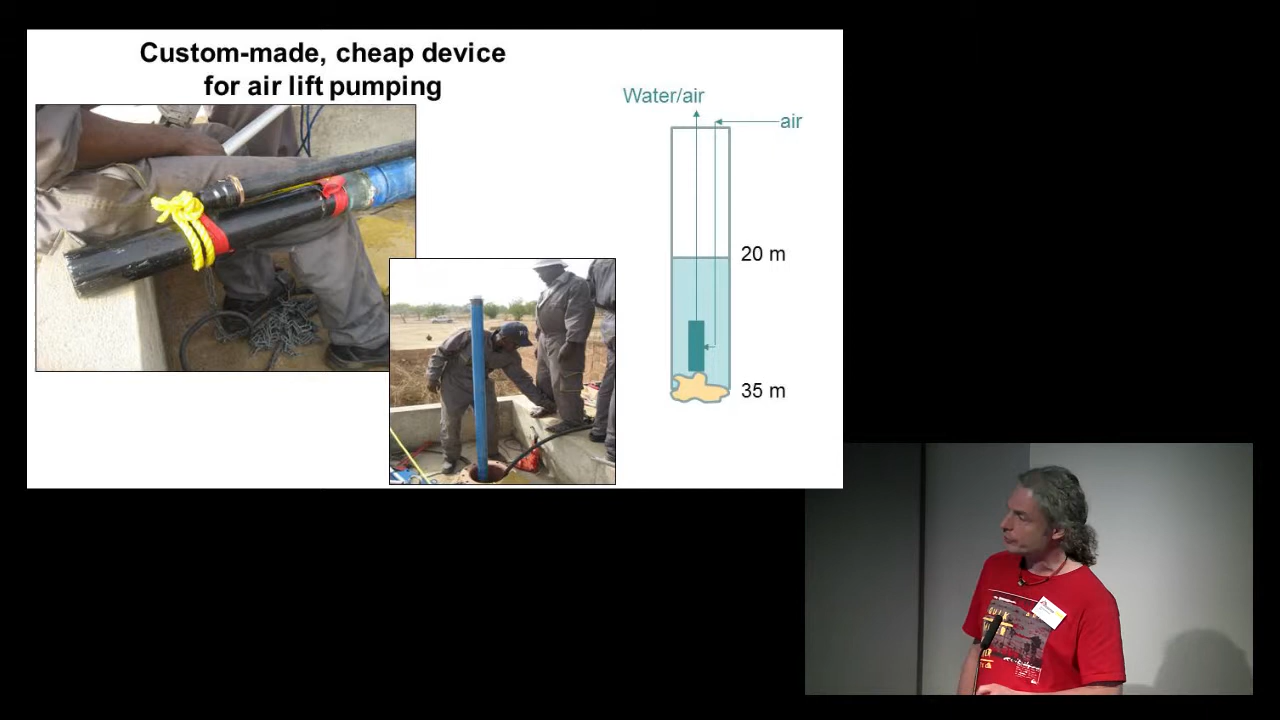 Custom-made, cheap device
for air lift pumping
Water/air
air
20 m
35 m